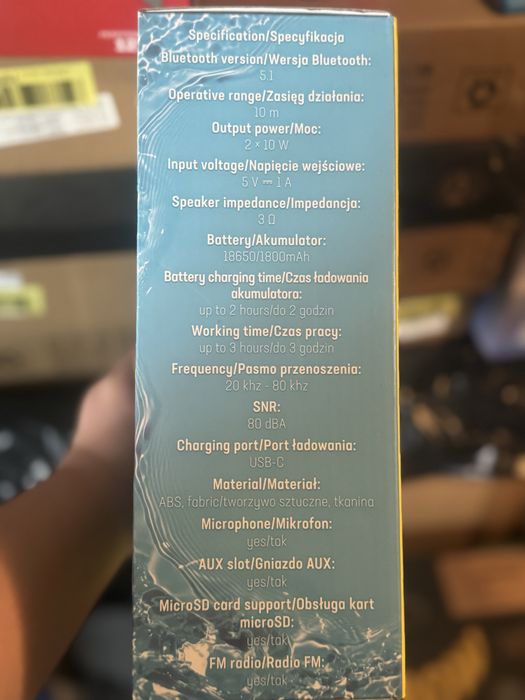 Specification/Specyfikacja
Bluetooth version/Wersja Bluetooth:
5.1
Operative range/Zasięg działania:
10 m
Output power/Moc:
2 × 10 W
Input voltage/Napięcie wejściowe:
5 V ⎓ 1 A
Speaker impedance/Impedancja:
3 Ω
Battery/Akumulator:
18650/1800mAh
Battery charging time/Czas ładowania
akumulatora:
up to 2 hours/do 2 godzin
Working time/Czas pracy:
up to 3 hours/do 3 godzin
Frequency/Pasmo przenoszenia:
20 khz - 80 khz
SNR:
80 dBA
Charging port/Port ładowania:
USB-C
Material/Materiał:
ABS, fabric/tworzywo sztuczne, tkanina
Microphone/Mikrofon:
yes/tak
AUX slot/Gniazdo AUX:
yes/tak
MicroSD card support/Obsługa kart
microSD:
yes/tak
FM radio/Radio FM:
yes/tak